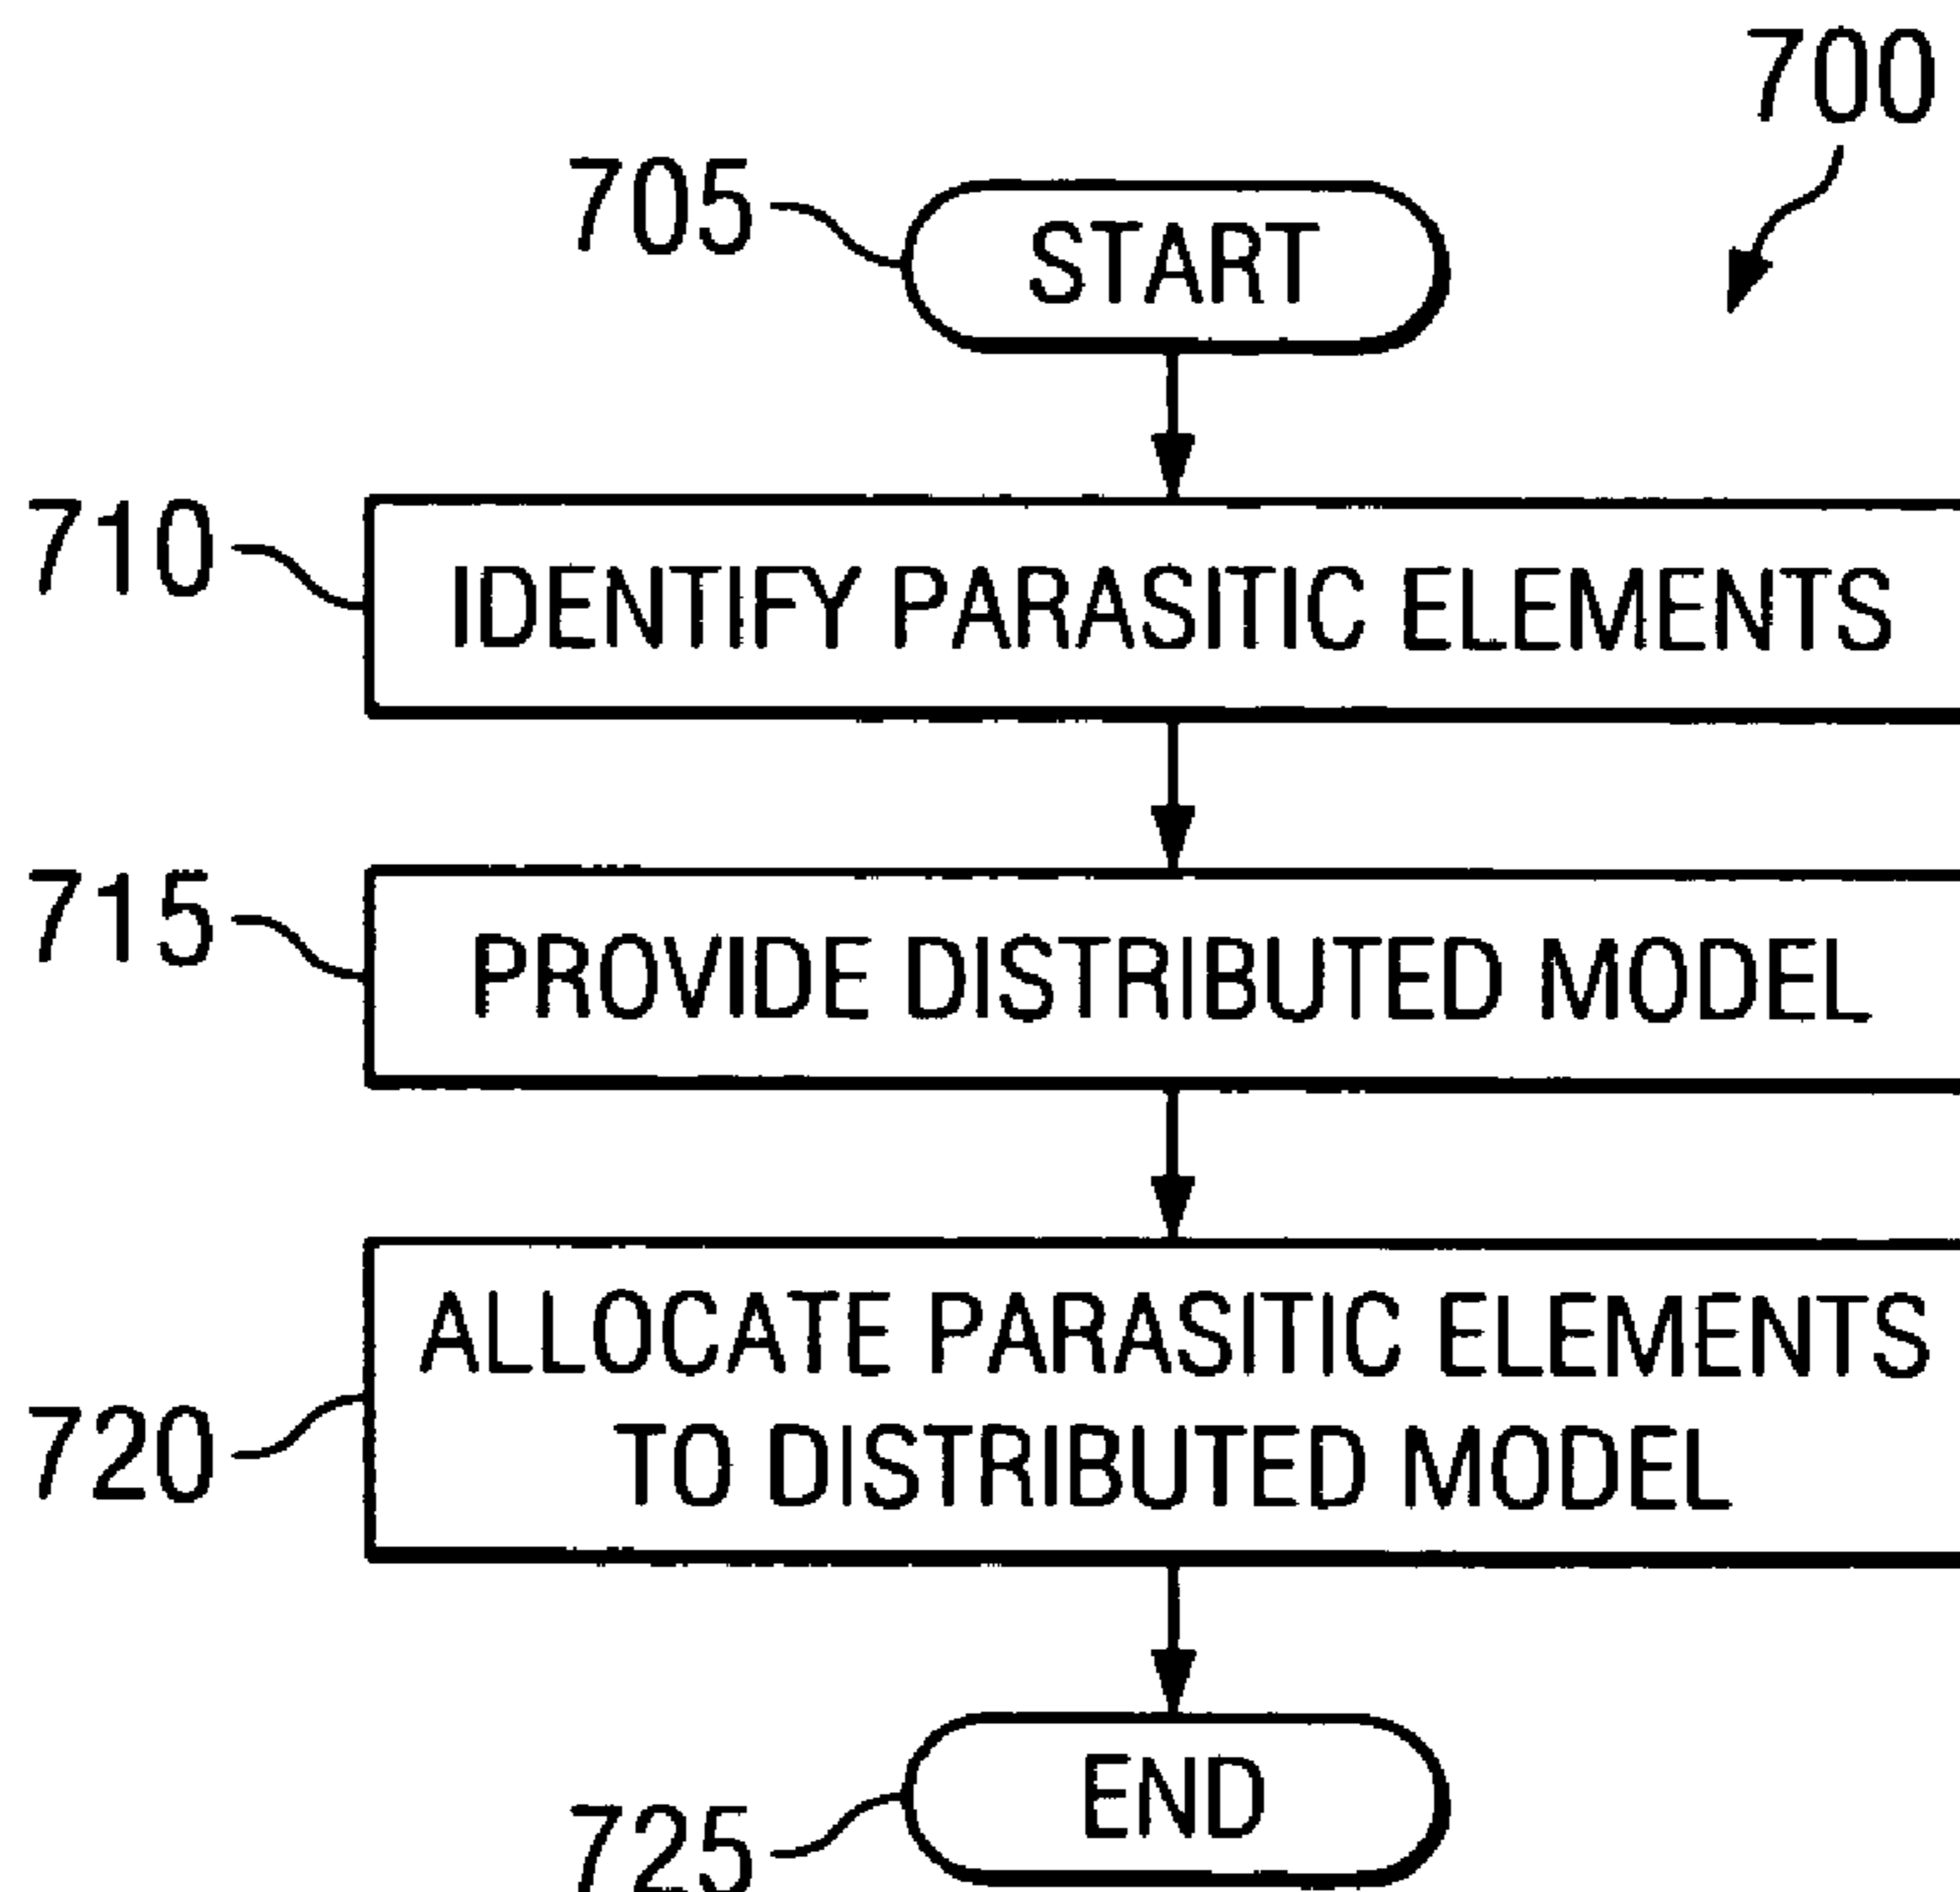 700
705
START
710
IDENTIFY PARASITIC ELEMENTS
715
PROVIDE DISTRIBUTED MODEL
ALLOCATE PARASITIC ELEMENTS
720
TO DISTRIBUTED MODEL
END
725